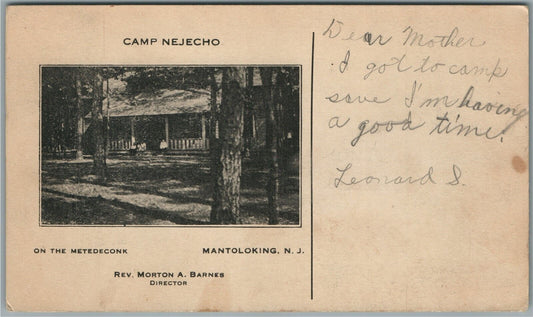 CAMP NEJECHO
ON THE METEDECONK
MANTOLOKING, N. J.
REV. MORTON A. BARNES
DIRECTOR
Dear Mother
I got to camp
save I'm having
a good time.
Leonard S.